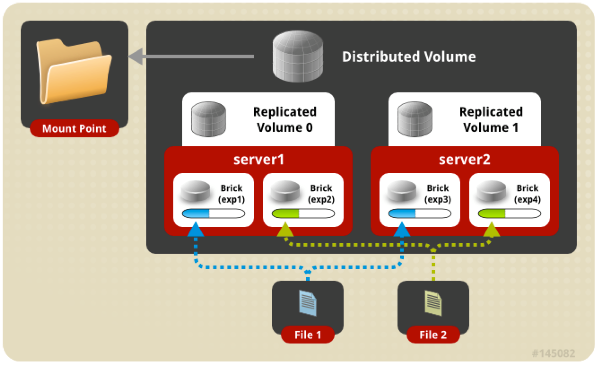 Distributed Volume
Mount Point
Replicated
Volume 0
Replicated
Volume 1
server1
server2
Brick
(exp1)
Brick
(exp2)
Brick
(exp3)
Brick
(exp4)
File 1
File 2
#145082